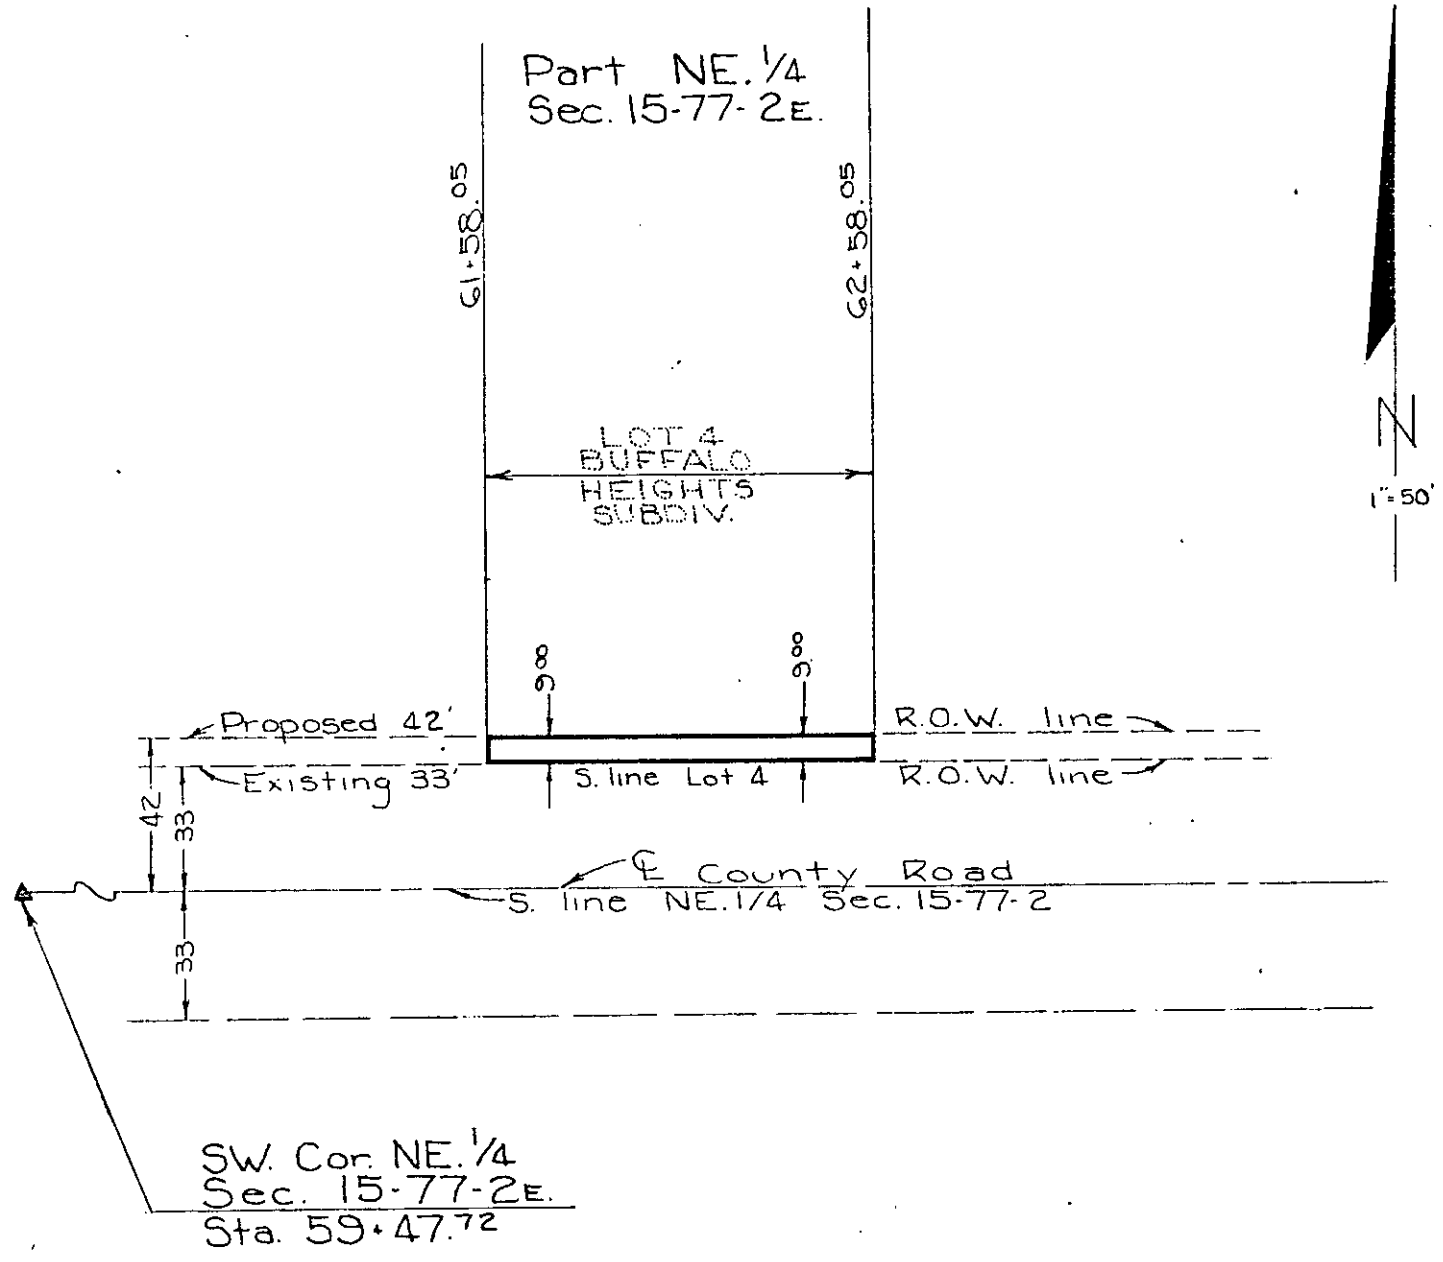 Part NE. 1/4
Sec. 15-77-2E.
61+58.05
62+58.05
N
1"=50'
LOT 4
BUFFALO
HEIGHTS
SUBDIV.
9.00
9.00
Proposed 42'
R.O.W. line
Existing 33'
S. line Lot 4
R.O.W. line
42
33
℄ County Road
S. line NE. 1/4 Sec. 15-77-2
33
SW. Cor. NE. 1/4
Sec. 15-77-2E.
Sta. 59+47.72